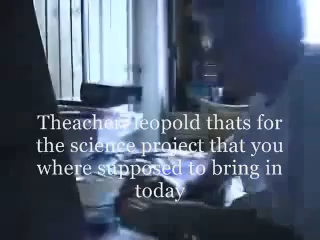 Theacher: leopold thats for
the science project that you
where supposed to bring in
today